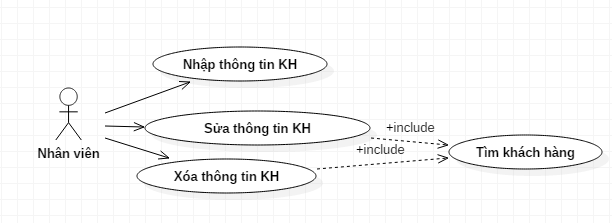 Nhập thông tin KH
Sửa thông tin KH
+include
Nhân viên
+include
Tìm khách hàng
Xóa thông tin KH